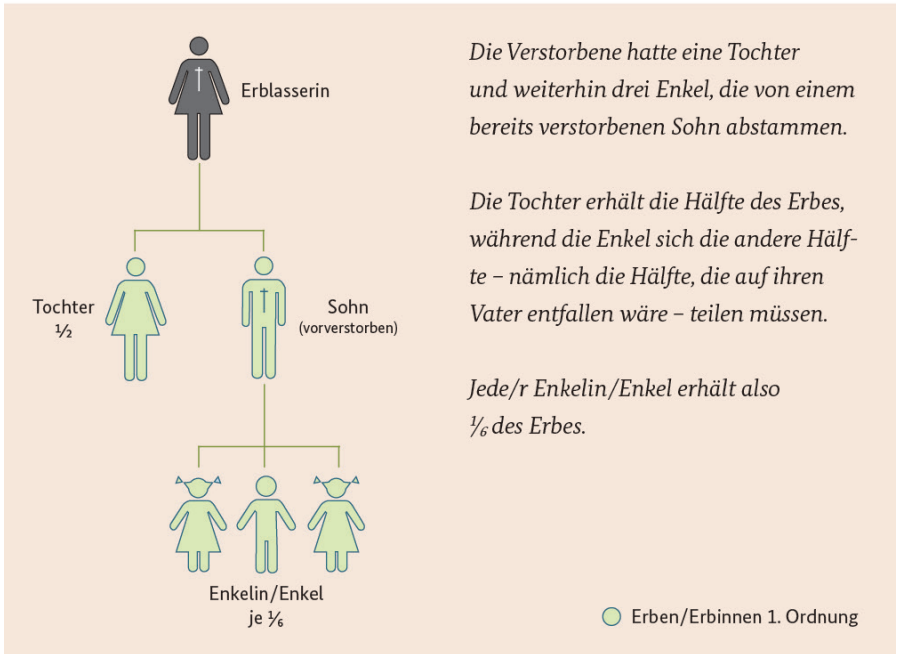 Erblasserin
Tochter
½
Sohn
(vorverstorben)
Enkelin/Enkel
je ⅙
Die Verstorbene hatte eine Tochter
und weiterhin drei Enkel, die von einem
bereits verstorbenen Sohn abstammen.
Die Tochter erhält die Hälfte des Erbes,
während die Enkel sich die andere Hälf-
te – nämlich die Hälfte, die auf ihren
Vater entfallen wäre – teilen müssen.
Jede/r Enkelin/Enkel erhält also
⅙ des Erbes.
Erben/Erbinnen 1. Ordnung